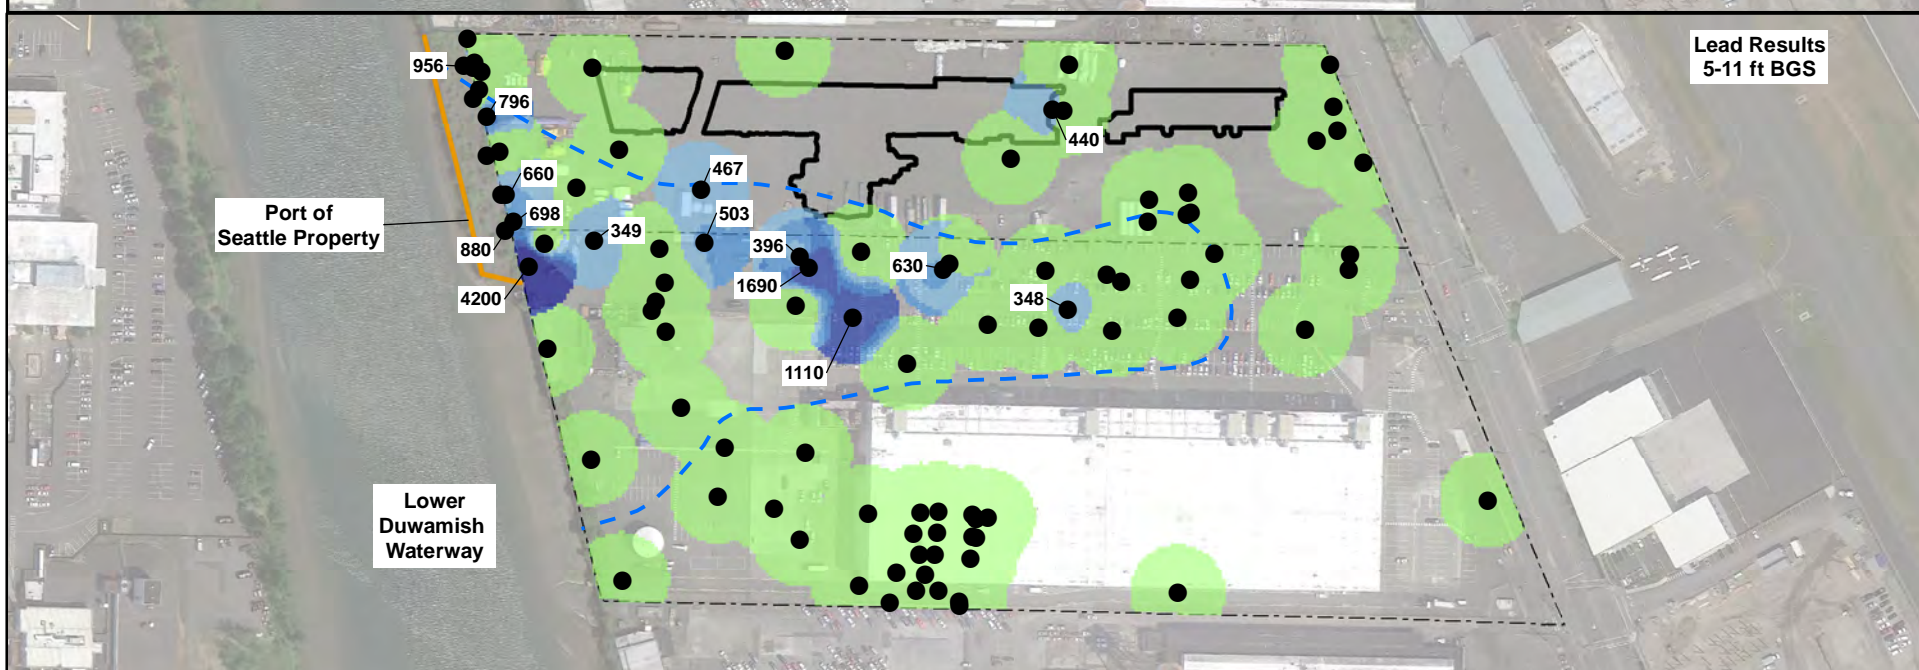 Lead Results
5-11 ft BGS
956
796
440
660
467
Port of
Seattle Property
698
503
349
880
396
630
1690
4200
348
1110
Lower
Duwamish
Waterway